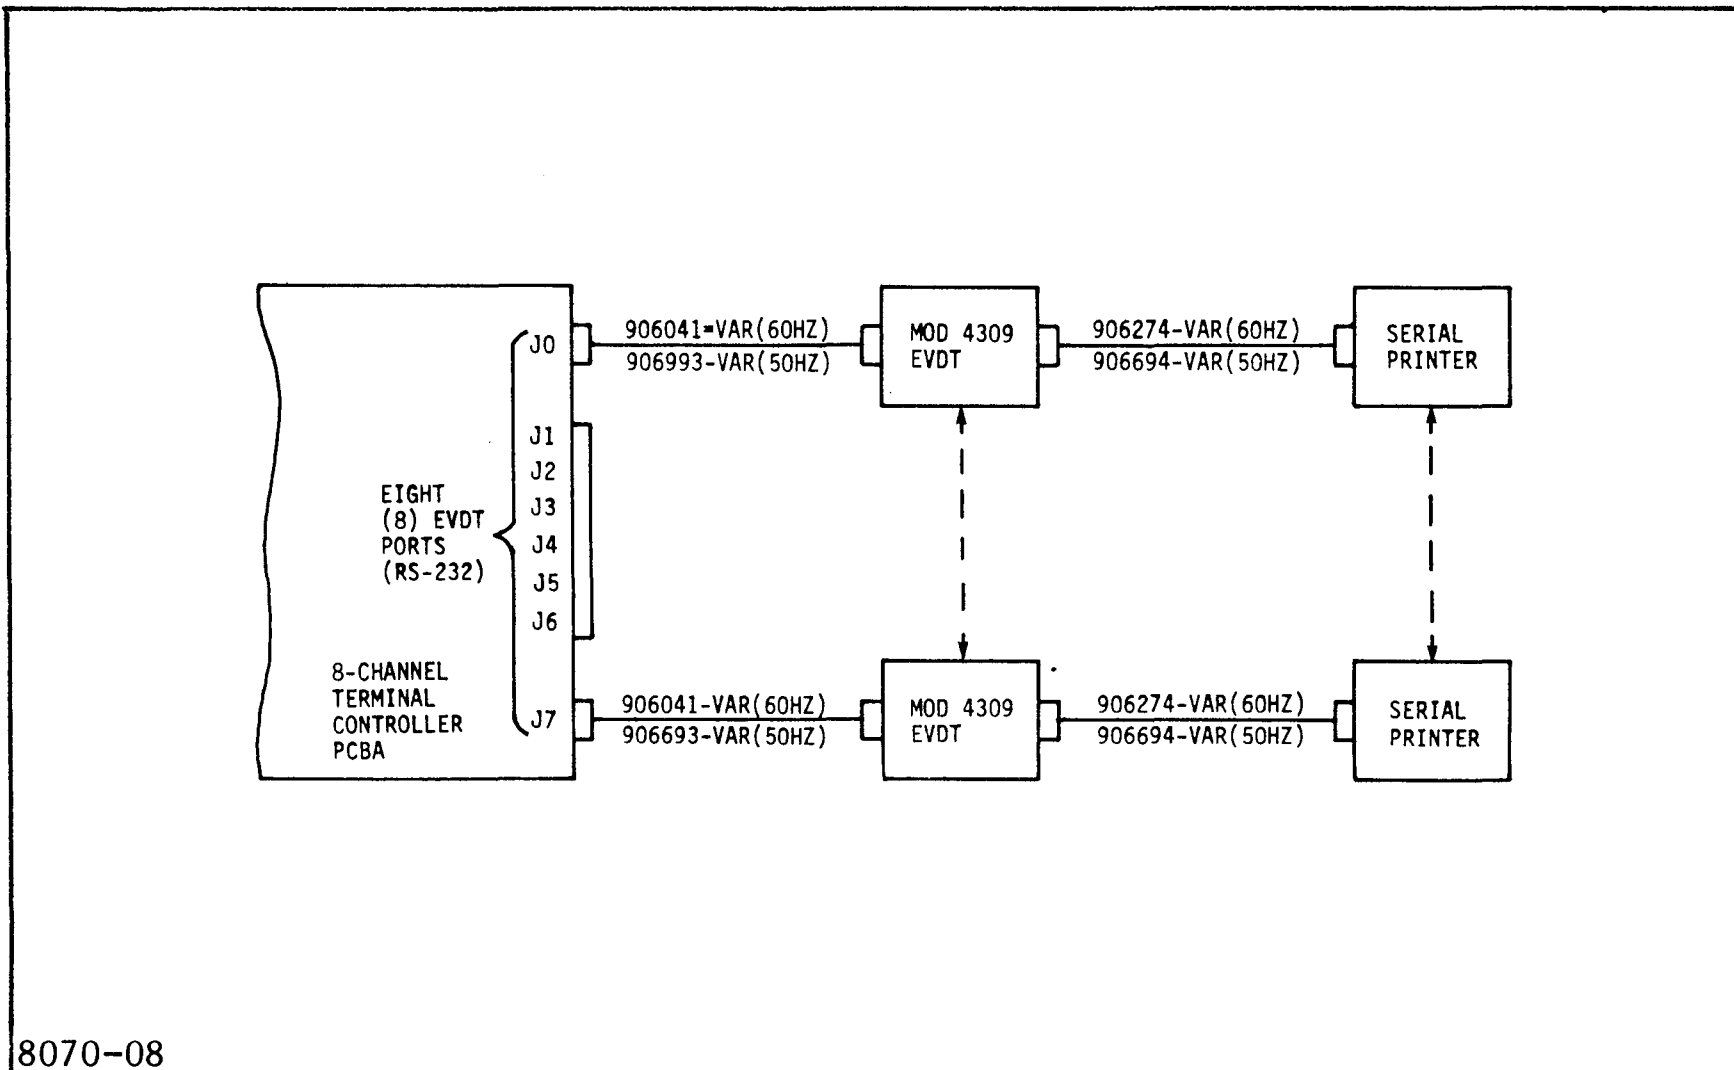 J0
906041=VAR(60HZ)
906993-VAR(50HZ)
MOD 4309
EVDT
906274-VAR(60HZ)
906694-VAR(50HZ)
SERIAL
PRINTER
J1
J2
J3
J4
J5
J6
EIGHT
(8) EVDT
PORTS
(RS-232)
8-CHANNEL
TERMINAL
CONTROLLER
PCBA
J7
906041-VAR(60HZ)
906693-VAR(50HZ)
MOD 4309
EVDT
906274-VAR(60HZ)
906694-VAR(50HZ)
SERIAL
PRINTER
8070-08